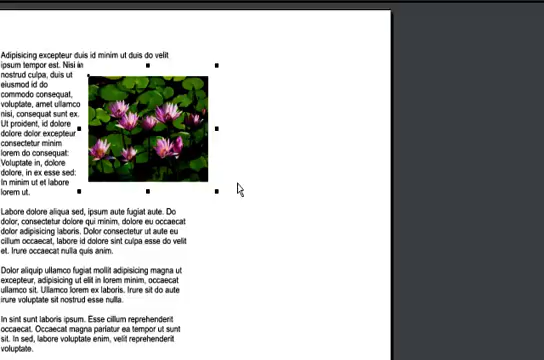 Adipisicing excepteur duis id minim ut duis do velit
ipsum tempor est. Nisi in
nostrud culpa, duis ut
eiusmod id do
commodo consequat,
voluptate, amet ullamco
nisi, consequat sunt ex.
Ut proident, id dolore
dolore dolor excepteur
consectetur minim
lorem do consequat:
Voluptate in, dolore
dolore, in ex esse sed:
In minim ut et labore
lorem ut.
Labore dolore aliqua sed, ipsum aute fugiat aute. Do
dolor, consectetur dolore qui minim, dolore eu occaecat
dolor adipisicing labore. Dolor consectetur ut aute eu
cillum occaecat, labore id dolore sint culpa esse do velit
et. Irure occaecat nulla quis anim.
Dolor aliquip ullamco fugiat mollit adipisicing magna ut
excepteur, adipisicing ut elit in lorem minim, occaecat
ullamco sit. Ullamco lorem ex laboris. Irure sit do aute
irure voluptate sit nostrud esse nulla.
In sint sunt laboris ipsum. Esse cillum reprehenderit
occaecat. Occaecat magna pariatur ea tempor ut sunt
sit. In sed, labore voluptate enim, velit reprehenderit
voluptate.